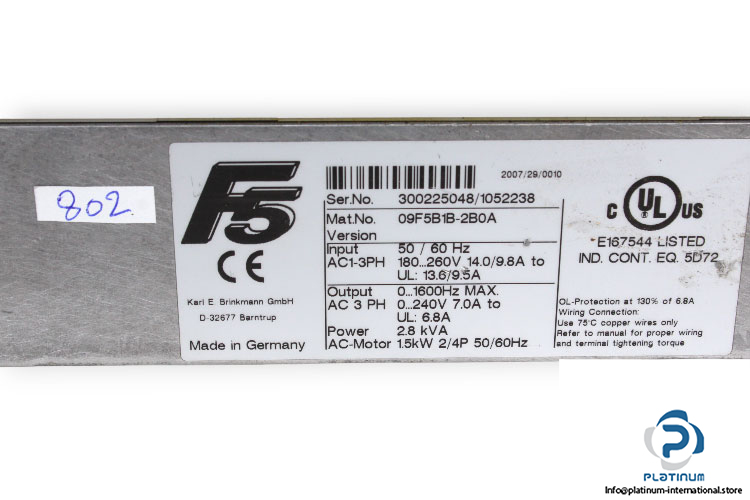 802
F5
CE
Karl E. Brinkmann GmbH
D-32677 Barntrup
Made in Germany
2007/29/0010
Ser.No. 300225048/1052238
Mat.No. 09F5B1B-2B0A
Version
Input 50 / 60 Hz
AC1-3PH 180...260V 14.0/9.8A to
UL: 13.6/9.5A
Output 0...1600Hz MAX.
AC 3 PH 0...240V 7.0A to
UL: 6.8A
Power 2.8 kVA
AC-Motor 1.5kW 2/4P 50/60Hz
C UL US
E167544 LISTED
IND. CONT. EQ. 5D72
OL-Protection at 130% of 6.8A
Wiring Connection:
Use 75°C copper wires only
Refer to manual for proper wiring
and terminal tightening torque
PLATINUM
Info@platinum-international.store